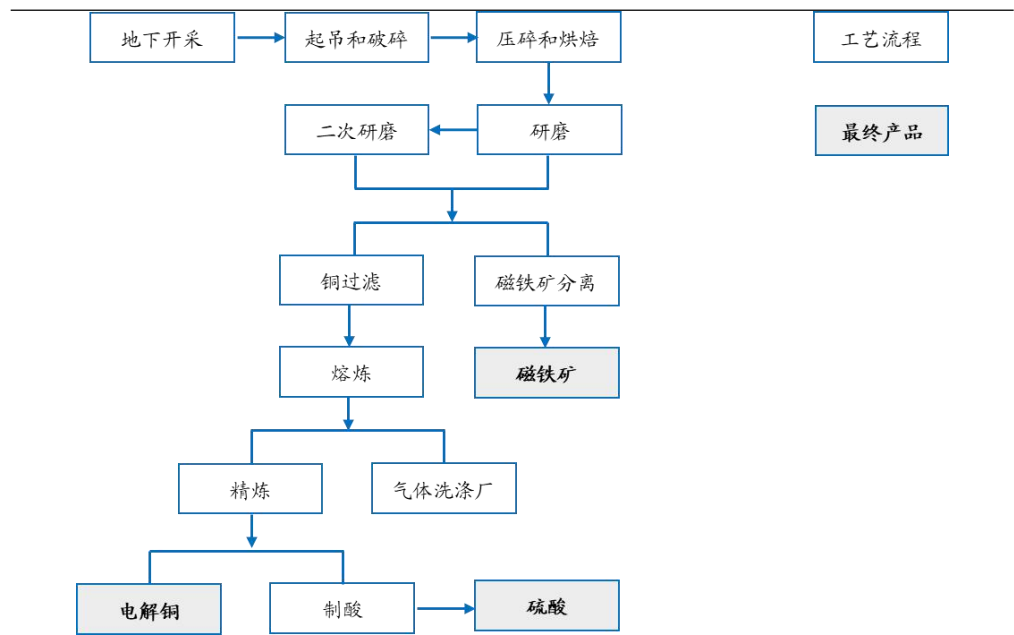 地下开采
起吊和破碎
压碎和烘焙
工艺流程
二次研磨
研磨
最终产品
铜过滤
磁铁矿分离
熔炼
磁铁矿
精炼
气体洗涤厂
电解铜
制酸
硫酸